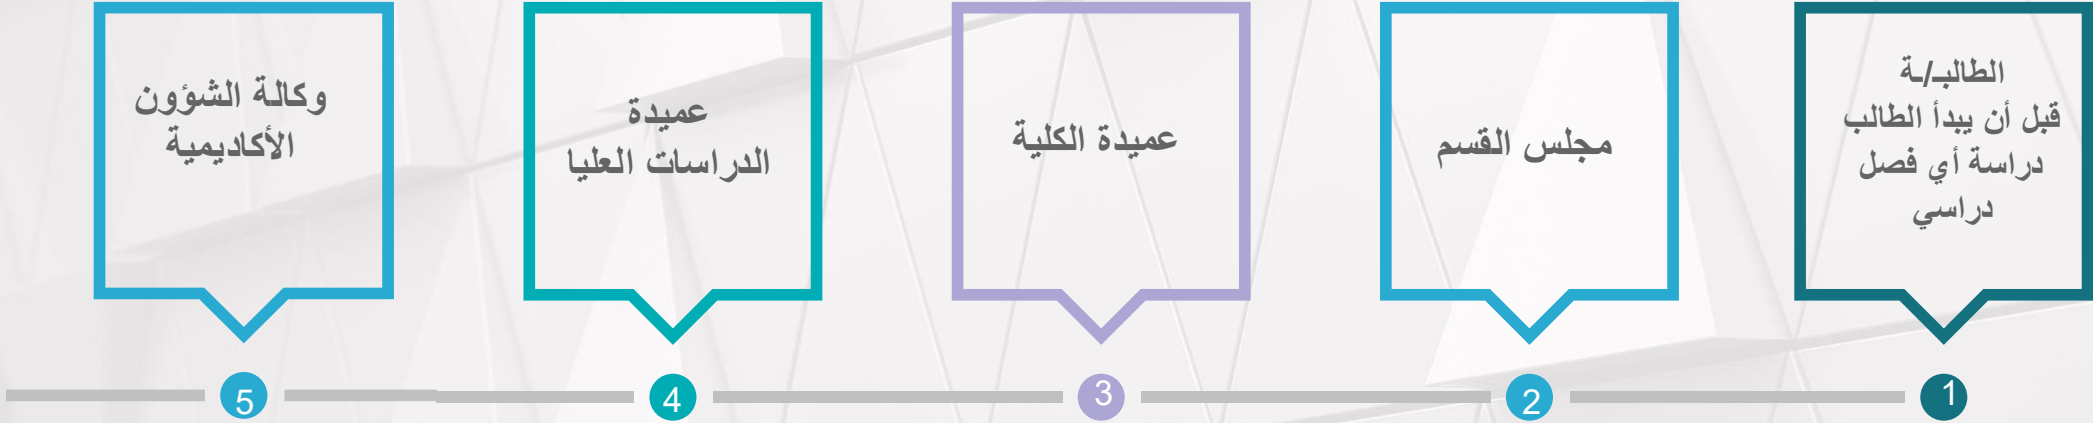 الطالبـ/ـة
قبل أن يبدأ الطالب
دراسة أي فصل
دراسي
1
مجلس القسم
2
عميدة الكلية
3
عميدة
الدراسات العليا
4
وكالة الشؤون
الأكاديمية
5